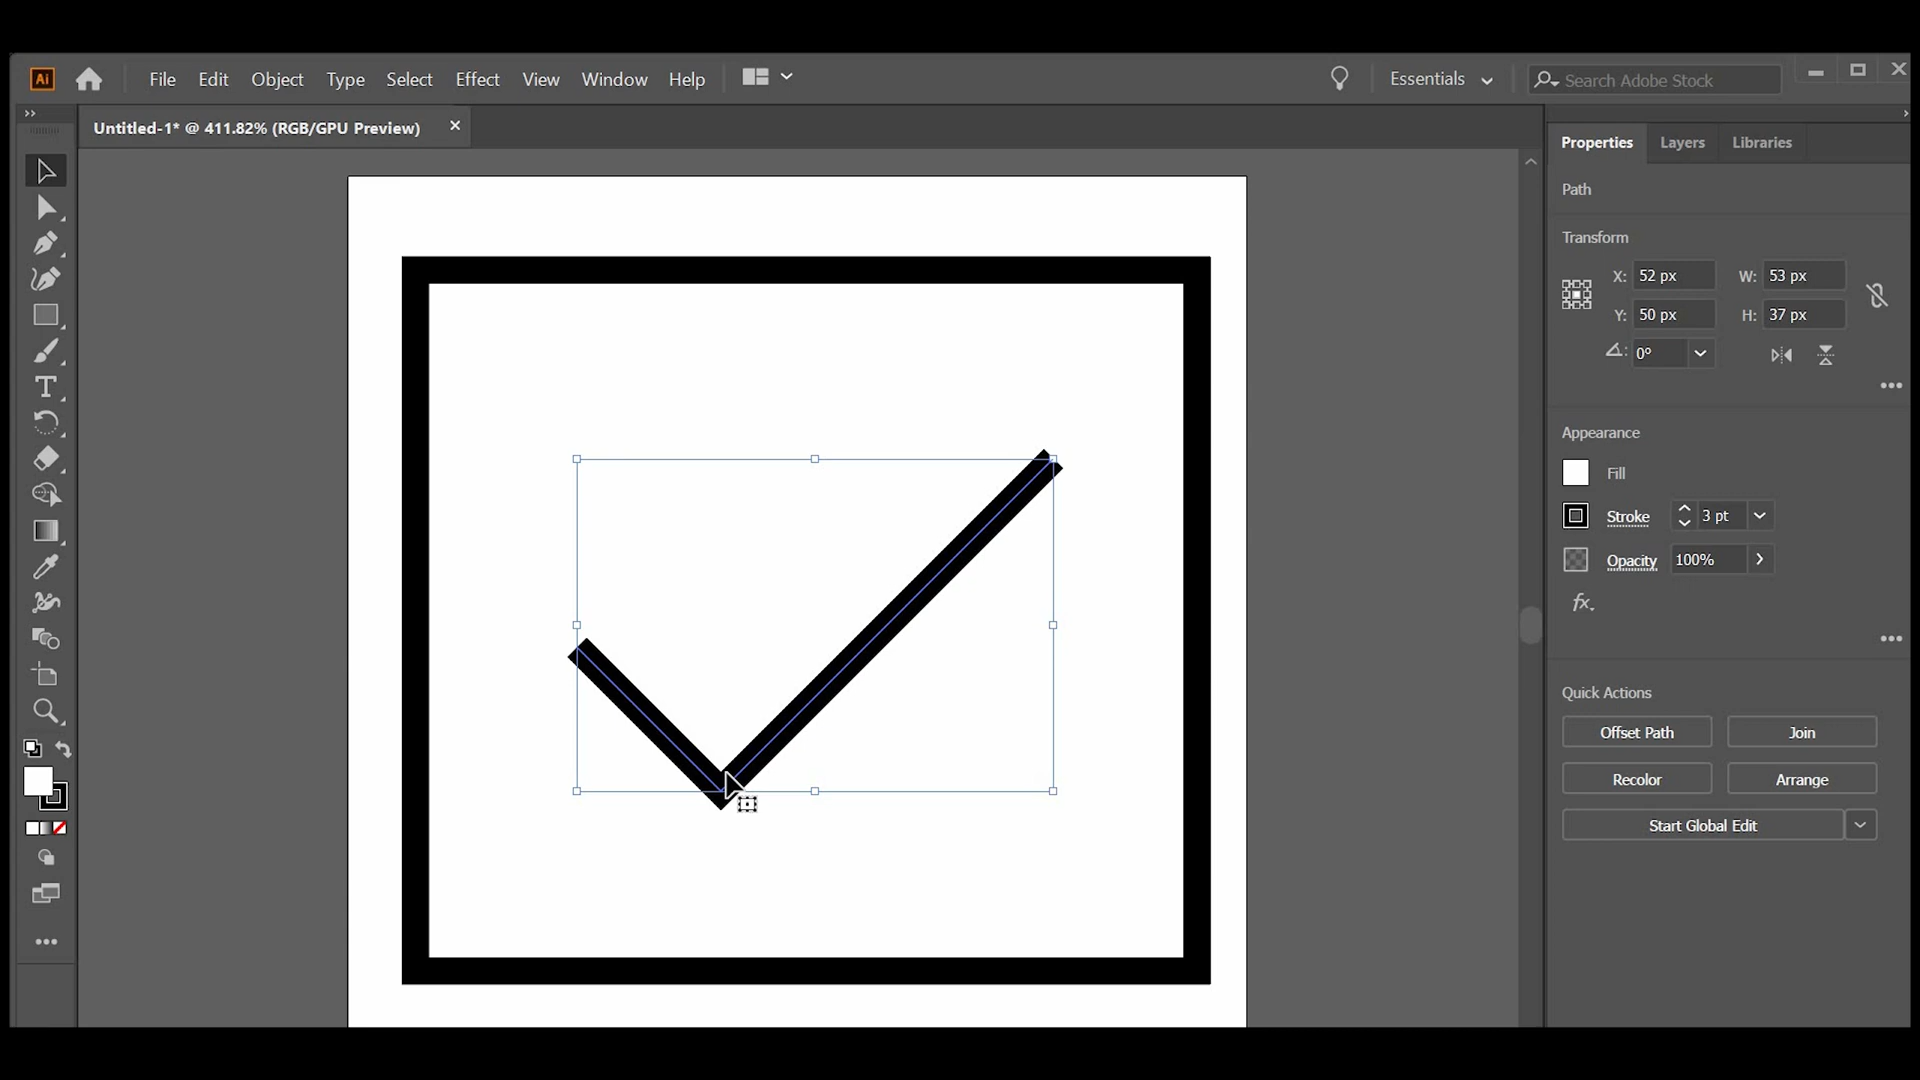 Ai File Edit Object Type Select Effect View Window Help Essentials Search Adobe Stock
Untitled-1* @ 411.82% (RGB/GPU Preview)
Properties Layers Libraries
Path
Transform
X: 52 px W: 53 px
Y: 50 px H: 37 px
0°
Appearance
Fill
Stroke 3 pt
Opacity 100%
fx.
Quick Actions
Offset Path Join
Recolor Arrange
Start Global Edit